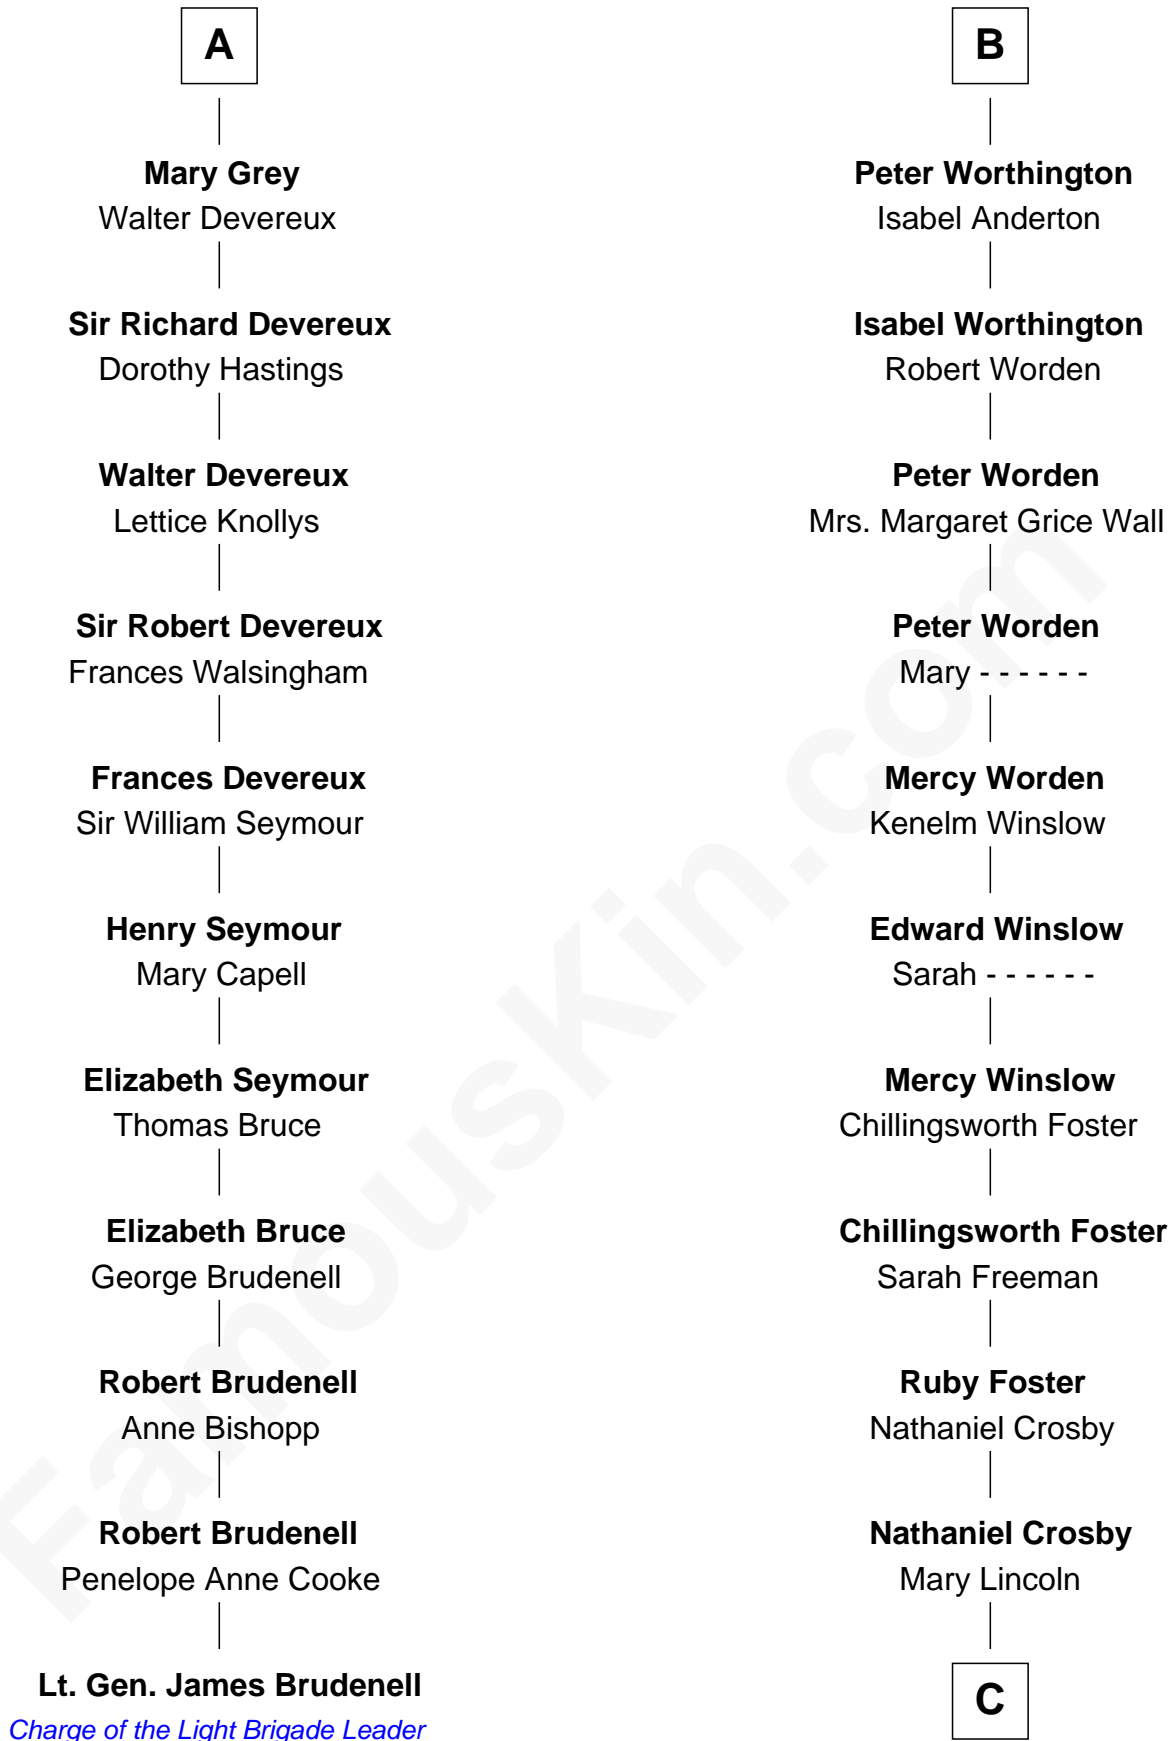 A
Mary Grey
Walter Devereux
Sir Richard Devereux
Dorothy Hastings
Walter Devereux
Lettice Knollys
Sir Robert Devereux
Frances Walsingham
Frances Devereux
Sir William Seymour
Henry Seymour
Mary Capell
Elizabeth Seymour
Thomas Bruce
Elizabeth Bruce
George Brudenell
Robert Brudenell
Anne Bishopp
Robert Brudenell
Penelope Anne Cooke
Lt. Gen. James Brudenell
Charge of the Light Brigade Leader
B
Peter Worthington
Isabel Anderton
Isabel Worthington
Robert Worden
Peter Worden
Mrs. Margaret Grice Wall
Peter Worden
Mary - - - - - -
Mercy Worden
Kenelm Winslow
Edward Winslow
Sarah - - - - - -
Mercy Winslow
Chillingsworth Foster
Chillingsworth Foster
Sarah Freeman
Ruby Foster
Nathaniel Crosby
Nathaniel Crosby
Mary Lincoln
C
FamousKin.com